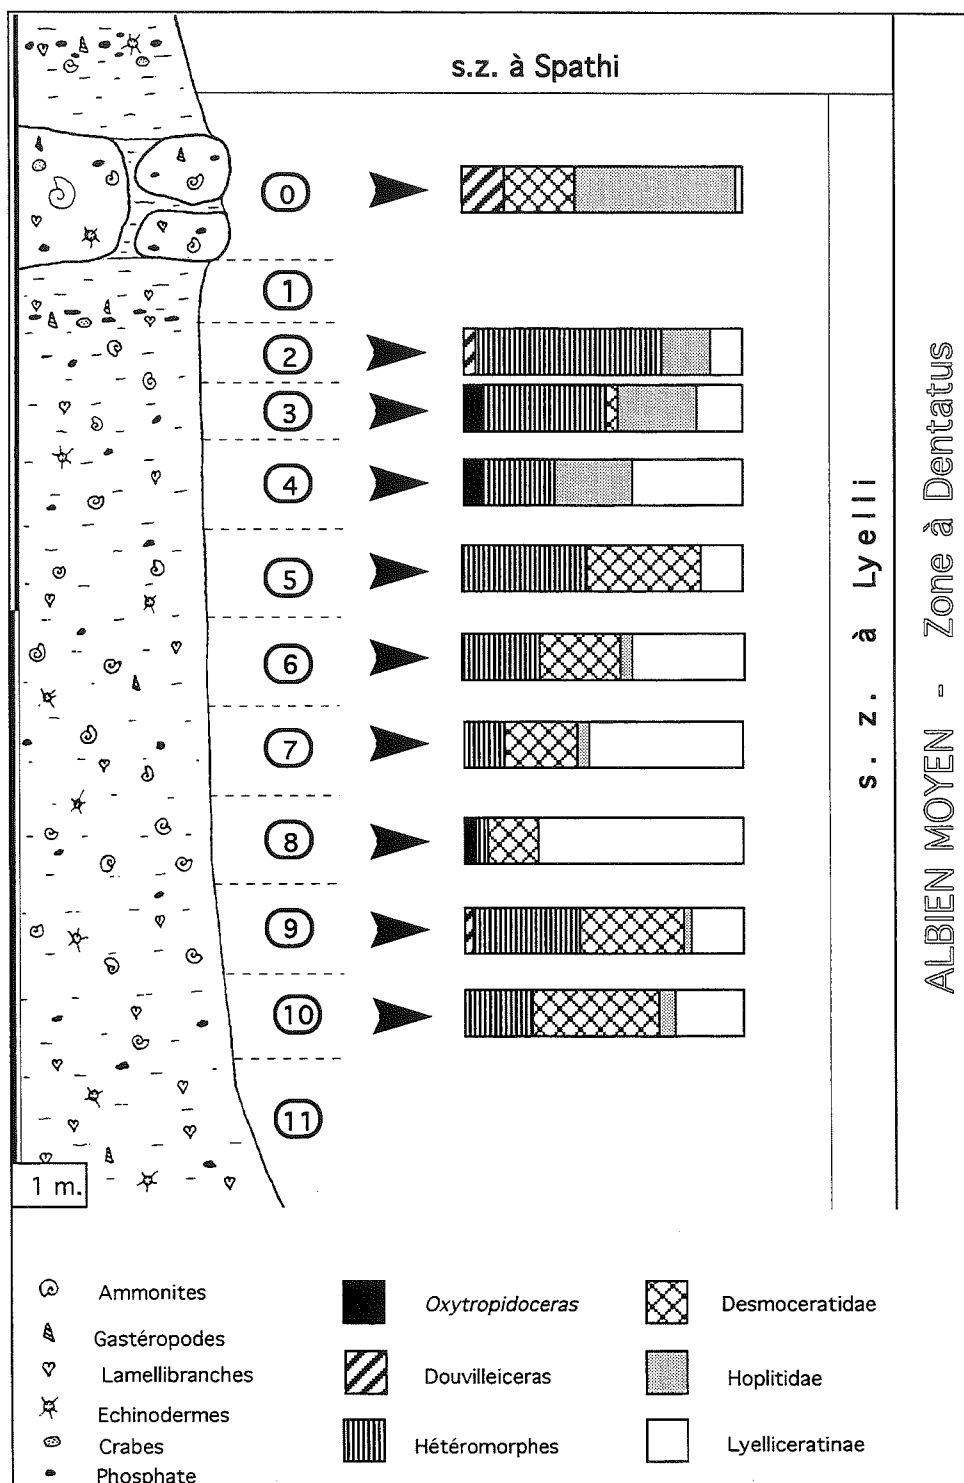 s.z. à Spathi
0
1
2
3
4
5
6
7
8
9
10
11
s. z. à Lyelli
ALBIEN MOYEN - Zone à Dentatus
1 m.
Ammonites
Gastéropodes
Lamellibranches
Echinodermes
Crabes
Phosphate
Oxytropidoceras
Douvilleiceras
Hétéromorphes
Desmoceratidae
Hoplitidae
Lyelliceratinae